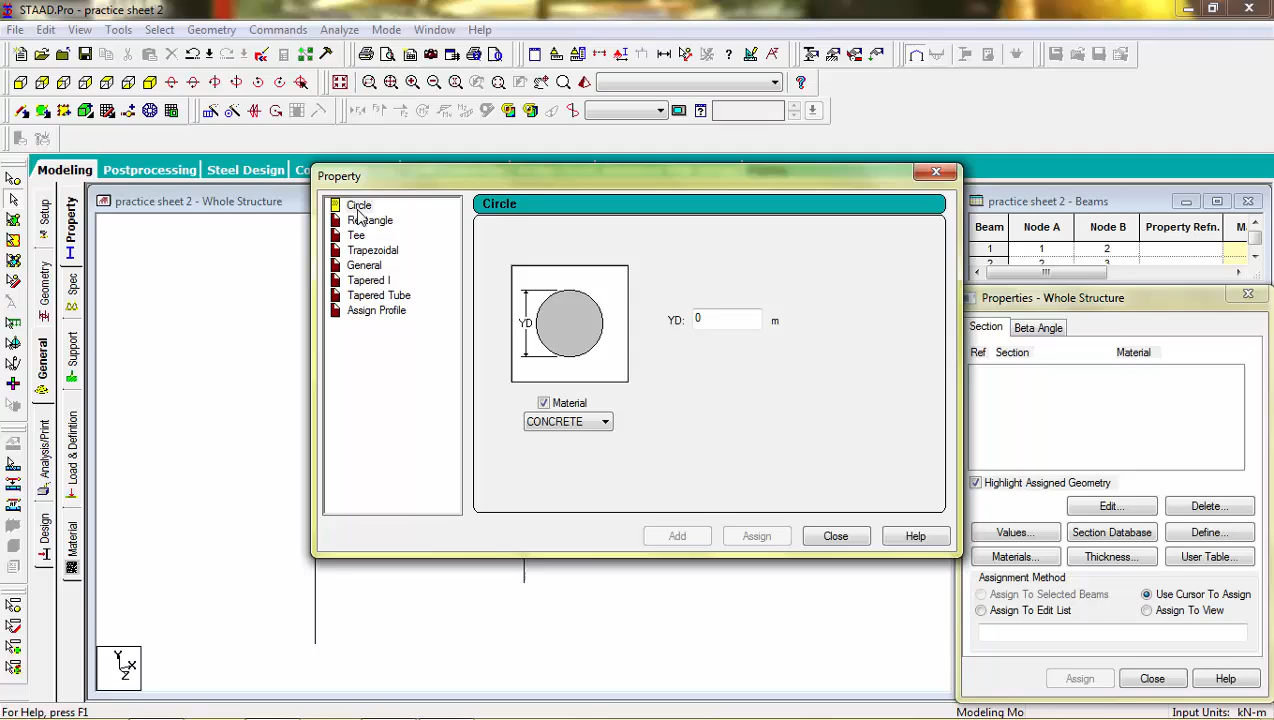 STAAD.Pro - practice sheet 2
File Edit View Tools Select Geometry Commands Analyze Mode Window Help
Modeling Postprocessing Steel Design Co
practice sheet 2 - Whole Structure
Setup
Geometry
General
Analysis/Print
Design
Property
Spec
Support
Load & Definition
Material
Property
Circle
Rectangle
Tee
Trapezoidal
General
Tapered I
Tapered Tube
Assign Profile
Circle
YD
YD: 0 m
Material
CONCRETE
Add Assign Close Help
practice sheet 2 - Beams
Beam Node A Node B Property Refn. M
1 1 2
2 2 3
Properties - Whole Structure
Section Beta Angle
Ref Section Material
Highlight Assigned Geometry
Edit... Delete...
Values... Section Database Define...
Materials... Thickness... User Table...
Assignment Method
Assign To Selected Beams Use Cursor To Assign
Assign To Edit List Assign To View
Assign Close Help
Y
X
Z
For Help, press F1 Modeling Mo Input Units: kN-m